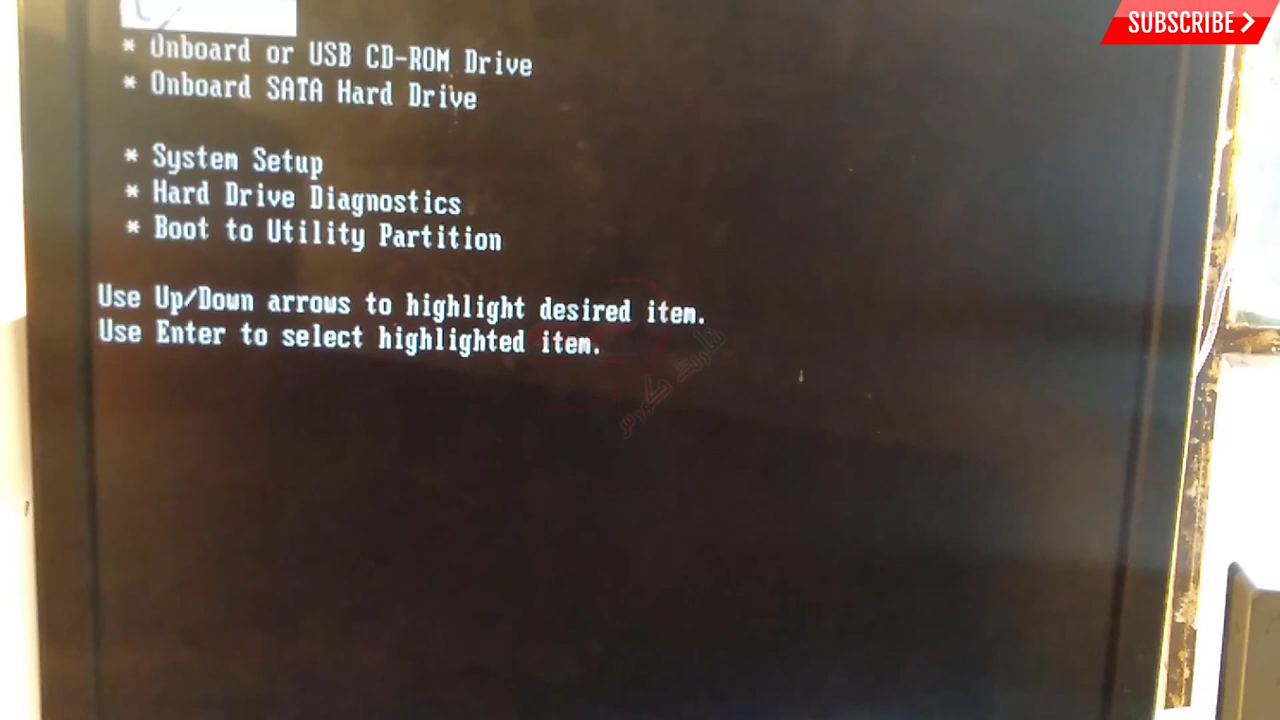 SUBSCRIBE
* Onboard or USB CD-ROM Drive
* Onboard SATA Hard Drive
* System Setup
* Hard Drive Diagnostics
* Boot to Utility Partition
Use Up/Down arrows to highlight desired item.
Use Enter to select highlighted item.